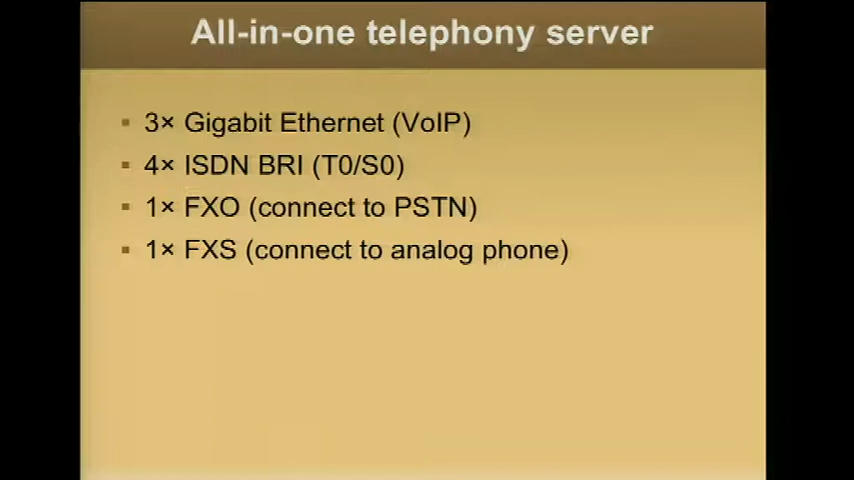 All-in-one telephony server
▪ 3× Gigabit Ethernet (VoIP)
▪ 4× ISDN BRI (T0/S0)
▪ 1× FXO (connect to PSTN)
▪ 1× FXS (connect to analog phone)